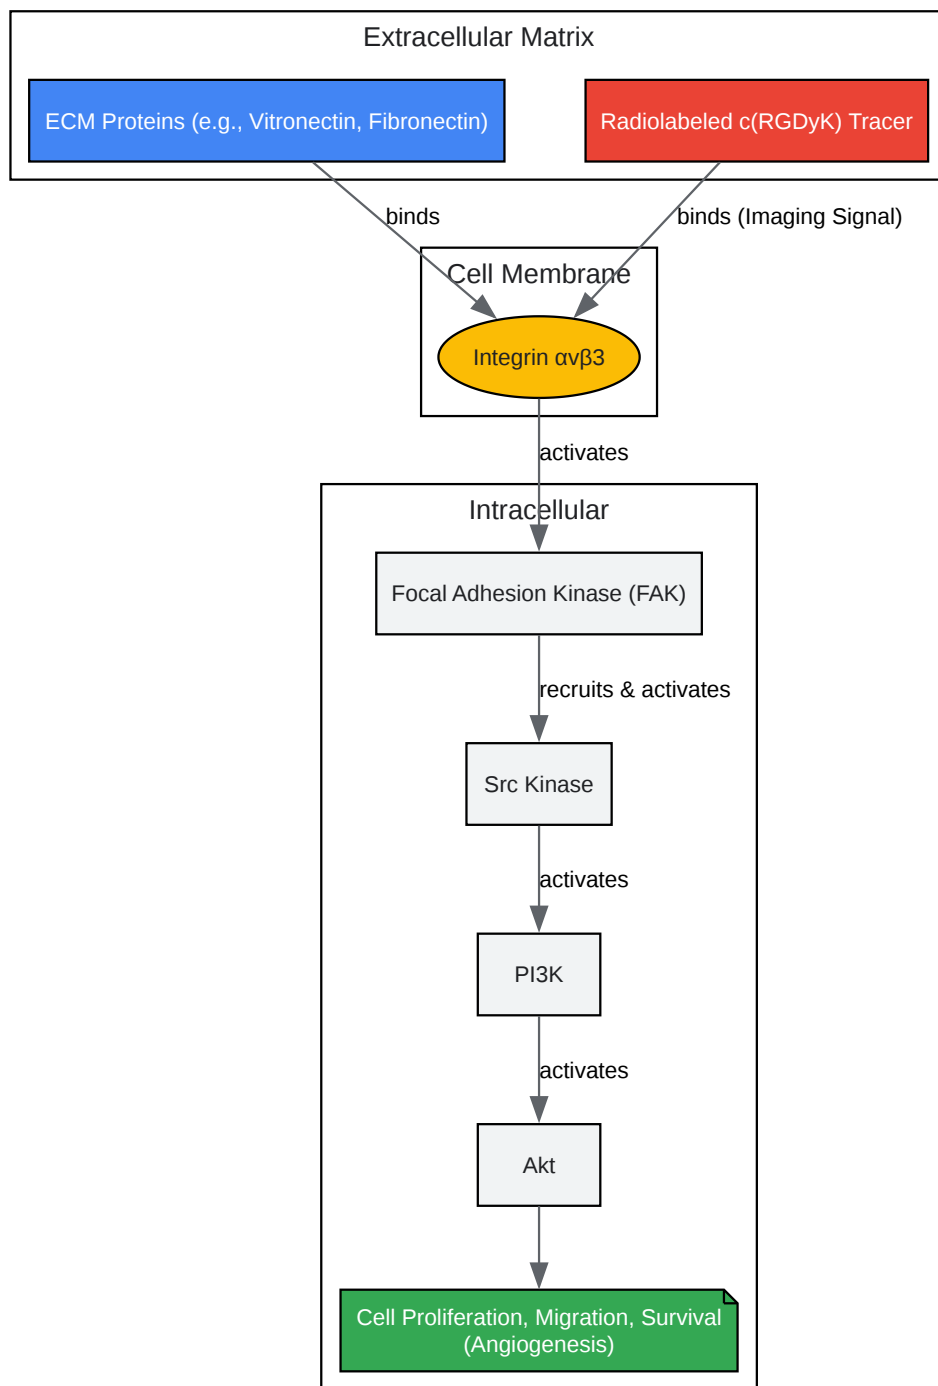 Extracellular Matrix
ECM Proteins (e.g., Vitronectin, Fibronectin)
Radiolabeled c(RGDyK) Tracer
binds
binds (Imaging Signal)
Cell Membrane
Integrin αvβ3
activates
Intracellular
Focal Adhesion Kinase (FAK)
recruits & activates
Src Kinase
activates
PI3K
activates
Akt
Cell Proliferation, Migration, Survival
(Angiogenesis)